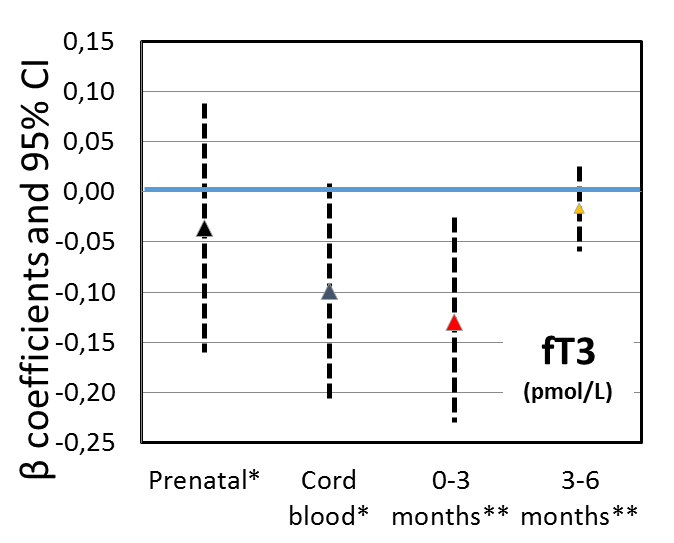 β coefficients and 95% CI
0,15
0,10
0,05
0,00
-0,05
-0,10
-0,15
-0,20
-0,25
fT3
(pmol/L)
Prenatal*
Cord
blood*
0-3
months**
3-6
months**